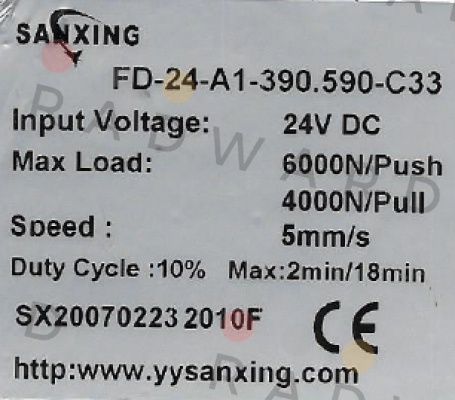 SANXING
FD-24-A1-390.590-C33
Input Voltage: 24V DC
Max Load: 6000N/Push
4000N/Pull
Speed : 5mm/s
Duty Cycle :10% Max:2min/18min
SX20070223 2010F CE
http:www.yysanxing.com
RADWARD